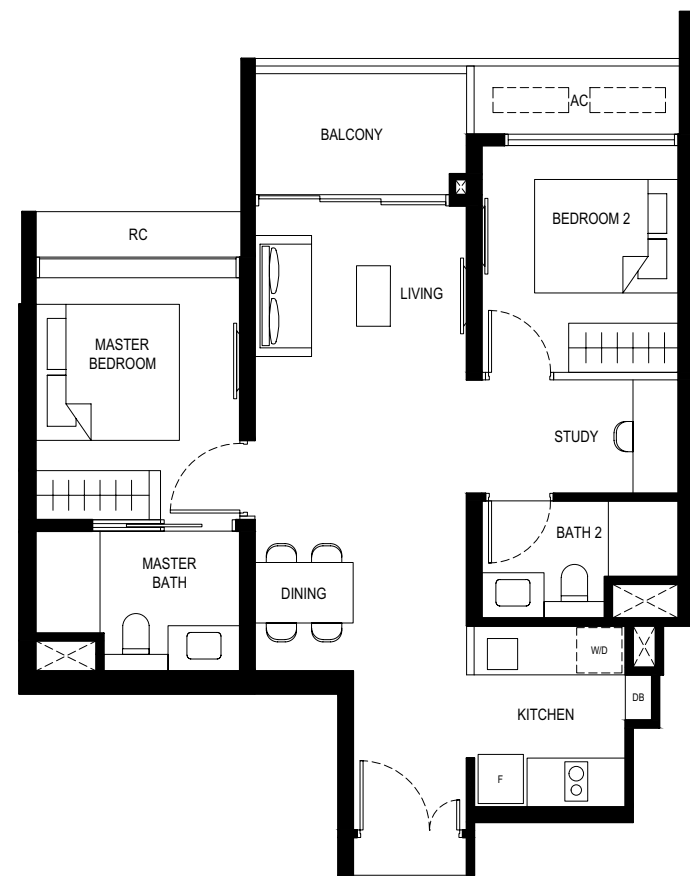 AC
BALCONY
BEDROOM 2
RC
LIVING
MASTER
BEDROOM
STUDY
BATH 2
MASTER
BATH
DINING
W/D
DB
KITCHEN
F